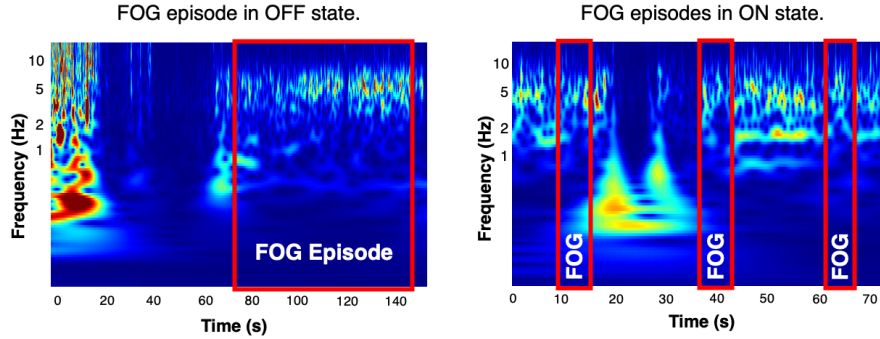 FOG episode in OFF state.
10
5
2
1
Frequency (Hz)
FOG Episode
0 20 40 60 80 100 120 140
Time (s)
FOG episodes in ON state.
10
5
2
1
Frequency (Hz)
FOG
FOG
FOG
0 10 20 30 40 50 60 70
Time (s)